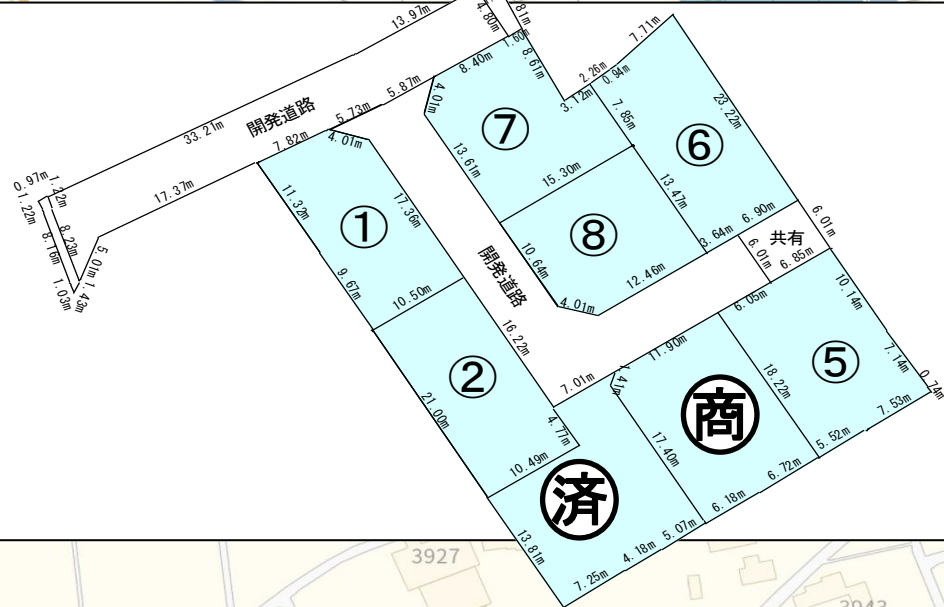 13.97m
4.80m
1.60m
33.21m
開発道路
7.82m
5.73m
5.87m
8.40m
8.61m
3.12m
2.26m
0.94m
7.71m
23.22m
0.97m
1.22m
1.22m
8.16m
8.23m
1.03m
1.43m
5.01m
17.37m
4.01m
4.01m
11.32m
①
17.36m
9.67m
10.50m
⑦
13.61m
15.30m
7.85m
⑥
13.47m
3.64m
6.90m
⑧
10.64m
12.46m
4.01m
開発道路
共有
6.01m
6.01m
6.85m
②
16.22m
21.00m
4.77m
10.49m
7.01m
11.90m
6.05m
⑤
10.14m
7.14m
0.74m
7.53m
5.52m
18.22m
商
17.40m
6.72m
6.18m
済
13.81m
7.25m
4.18m
5.07m
3927